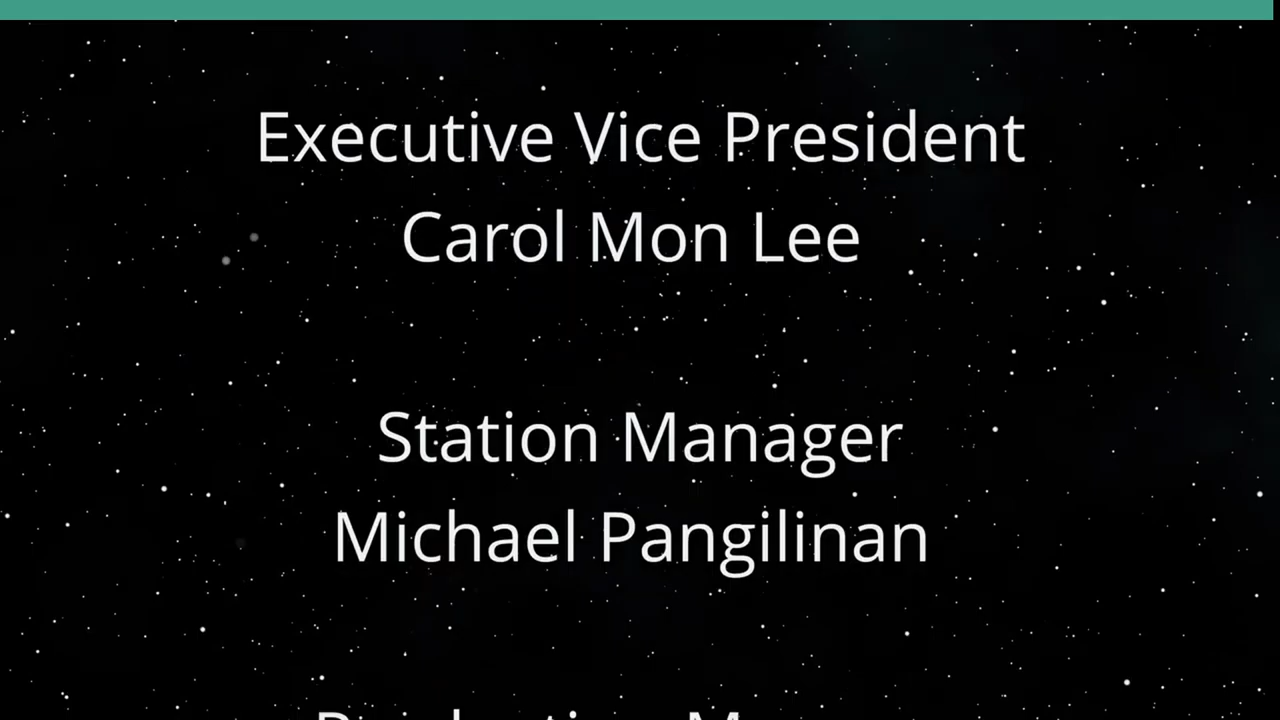 Executive Vice President
Carol Mon Lee
Station Manager
Michael Pangilinan